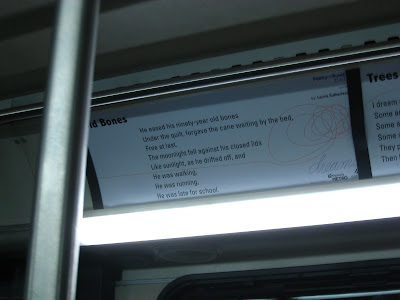 ld Bones
He eased his ninety-year old bones
Under the quilt, forgave the cane waiting by the bed,
Free at last.
The moonlight fell against his closed lids
Like sunlight, as he drifted off, and
He was walking,
He was running,
He was late for school.
Trees
I dream
Some
Some
Some
They p
Then t